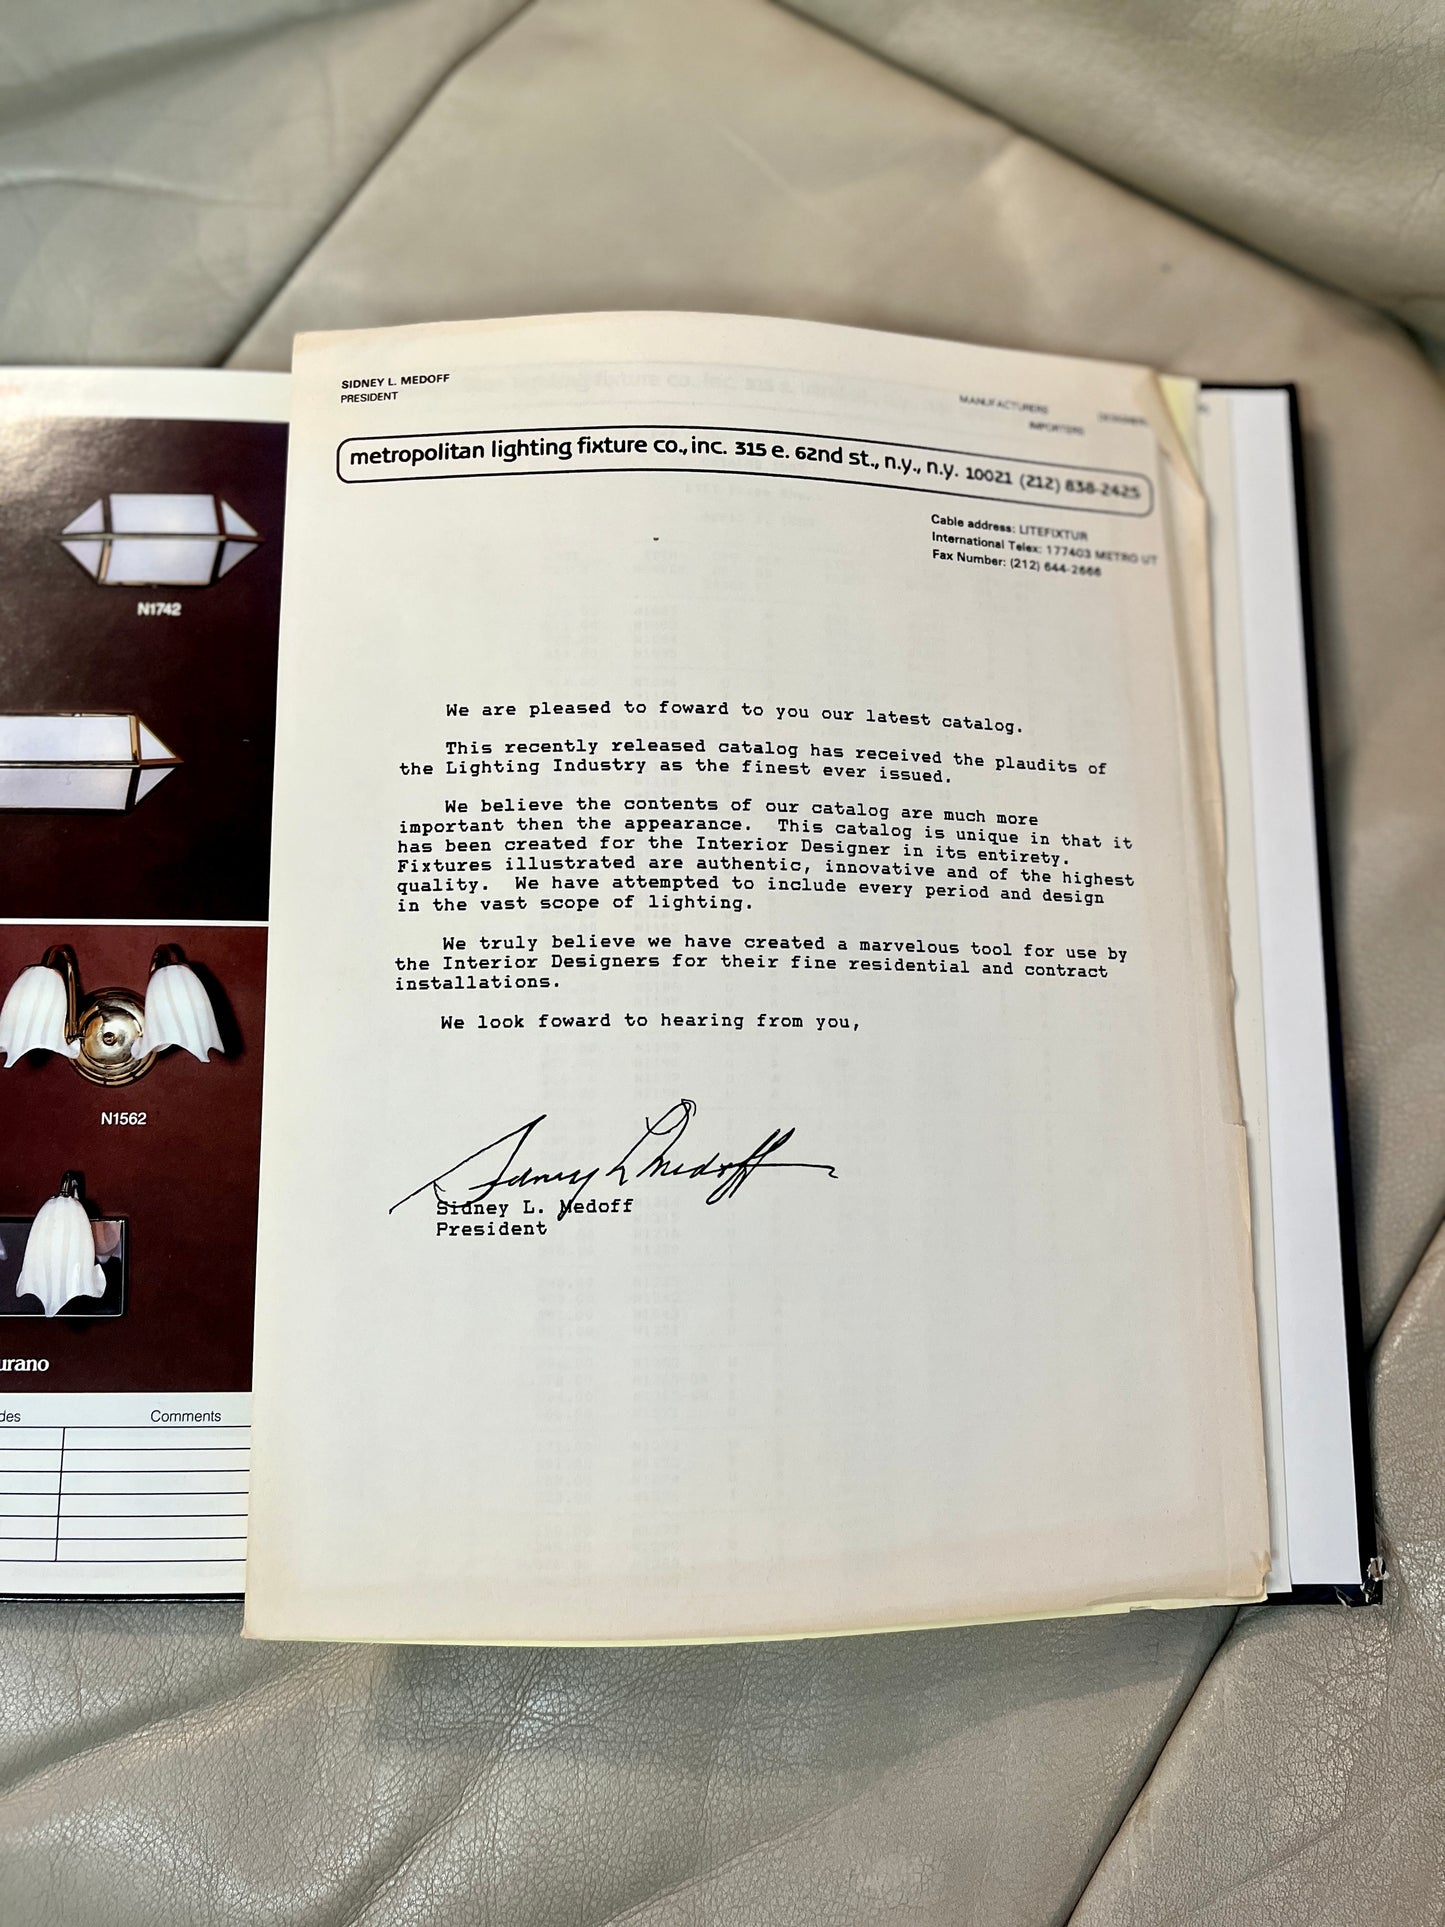 SIDNEY L. MEDOFF
PRESIDENT
MANUFACTURERS
IMPORTERS
metropolitan lighting fixture co., inc. 315 e. 62nd st., n.y., n.y. 10021 (212) 838-2425
Cable address: LITEFIXTUR
International Telex: 177403 METRO UT
Fax Number: (212) 644-2666
We are pleased to foward to you our latest catalog.
This recently released catalog has received the plaudits of
the Lighting Industry as the finest ever issued.
We believe the contents of our catalog are much more
important then the appearance. This catalog is unique in that it
has been created for the Interior Designer in its entirety.
Fixtures illustrated are authentic, innovative and of the highest
quality. We have attempted to include every period and design
in the vast scope of lighting.
We truly believe we have created a marvelous tool for use by
the Interior Designers for their fine residential and contract
installations.
We look foward to hearing from you,
Sidney L Medoff
Sidney L. Medoff
President
N1742
N1562
urano
des Comments